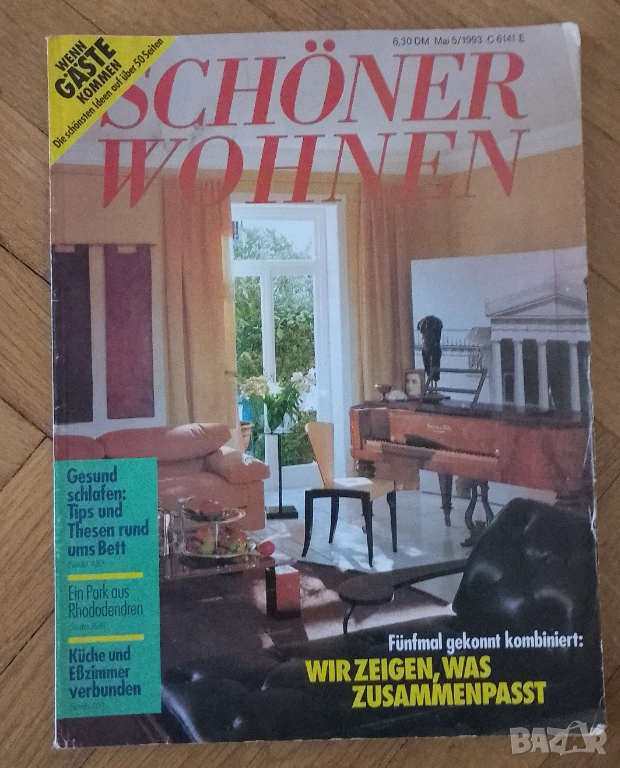 WENN
GÄSTE
KOMMEN
Die schönsten Ideen auf über 50 Seiten
6,30 DM Mai 5/1993 C 6141 E
SCHÖNER
WOHNEN
Gesund
schlafen:
Tips und
Thesen rund
ums Bett
Ein Park aus
Rhododendren
Küche und
Eßzimmer
verbunden
Fünfmal gekonnt kombiniert:
WIR ZEIGEN, WAS
ZUSAMMENPASST
BAZAR